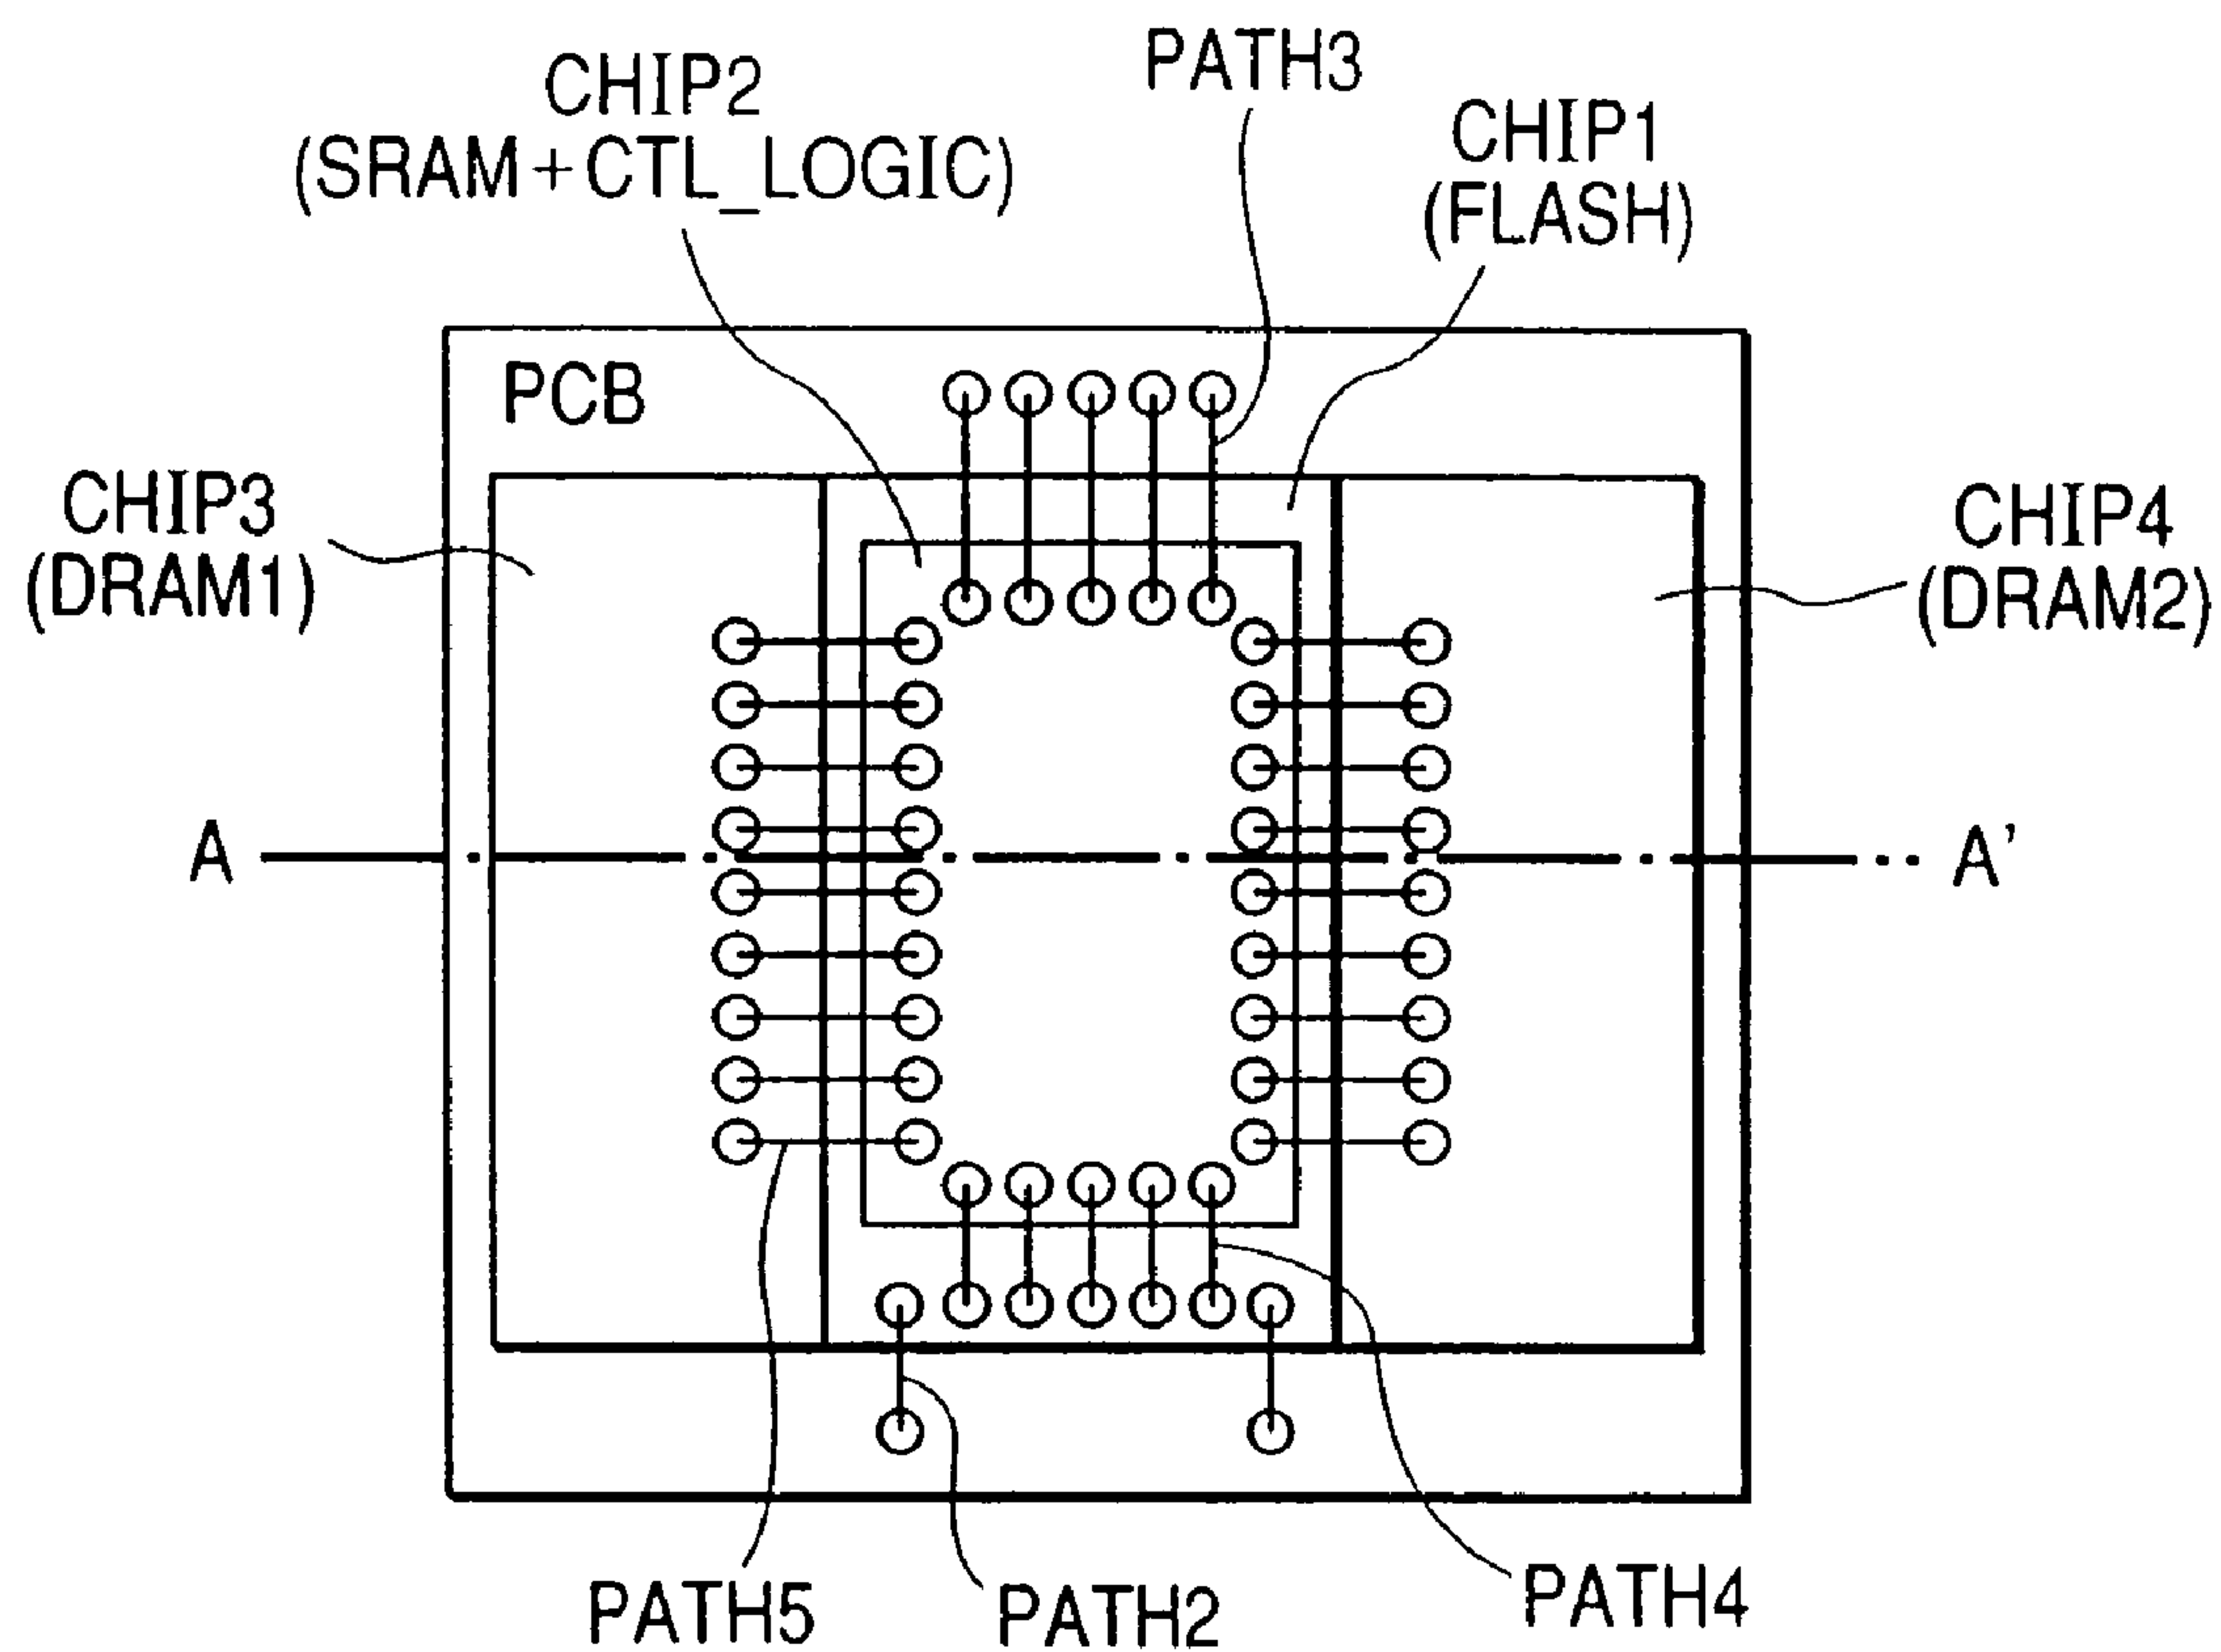 PATH3
CHIP2
(SRAM+CTL_LOGIC)
CHIP1
(FLASH)
PCB
CHIP3
(DRAM1)
CHIP4
(DRAM2)
A
A'
PATH5
PATH2
PATH4